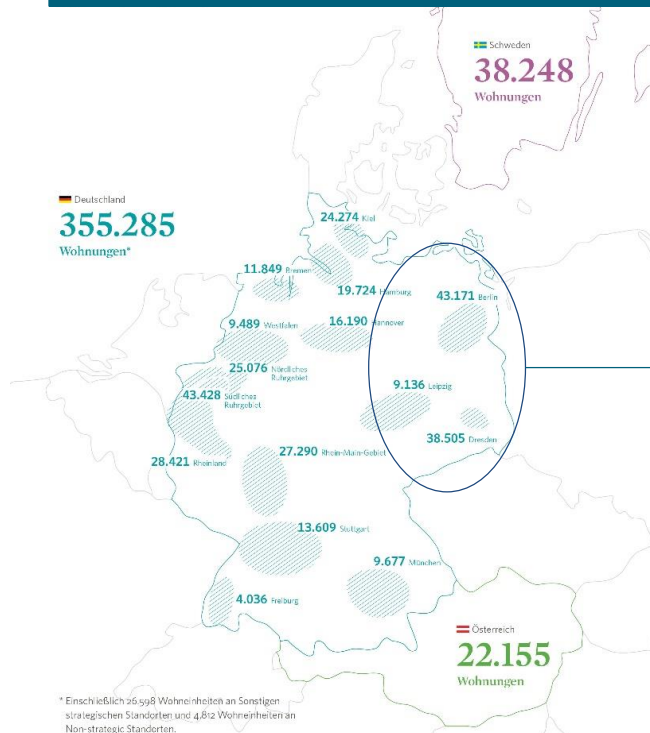 Schweden
38.248
Wohnungen
Deutschland
355.285
Wohnungen*
24.274 Kiel
11.849 Bremen
19.724 Hamburg
43.171 Berlin
9.489 Westfalen
16.190 Hannover
25.076 Nördliches
Ruhrgebiet
43.428 Südliches
Ruhrgebiet
9.136 Leipzig
38.505 Dresden
28.421 Rheinland
27.290 Rhein-Main-Gebiet
13.609 Stuttgart
9.677 München
4.036 Freiburg
Österreich
22.155
Wohnungen
* Einschließlich 26.598 Wohneinheiten an Sonstigen
strategischen Standorten und 4.812 Wohneinheiten an
Non-strategic Standorten.